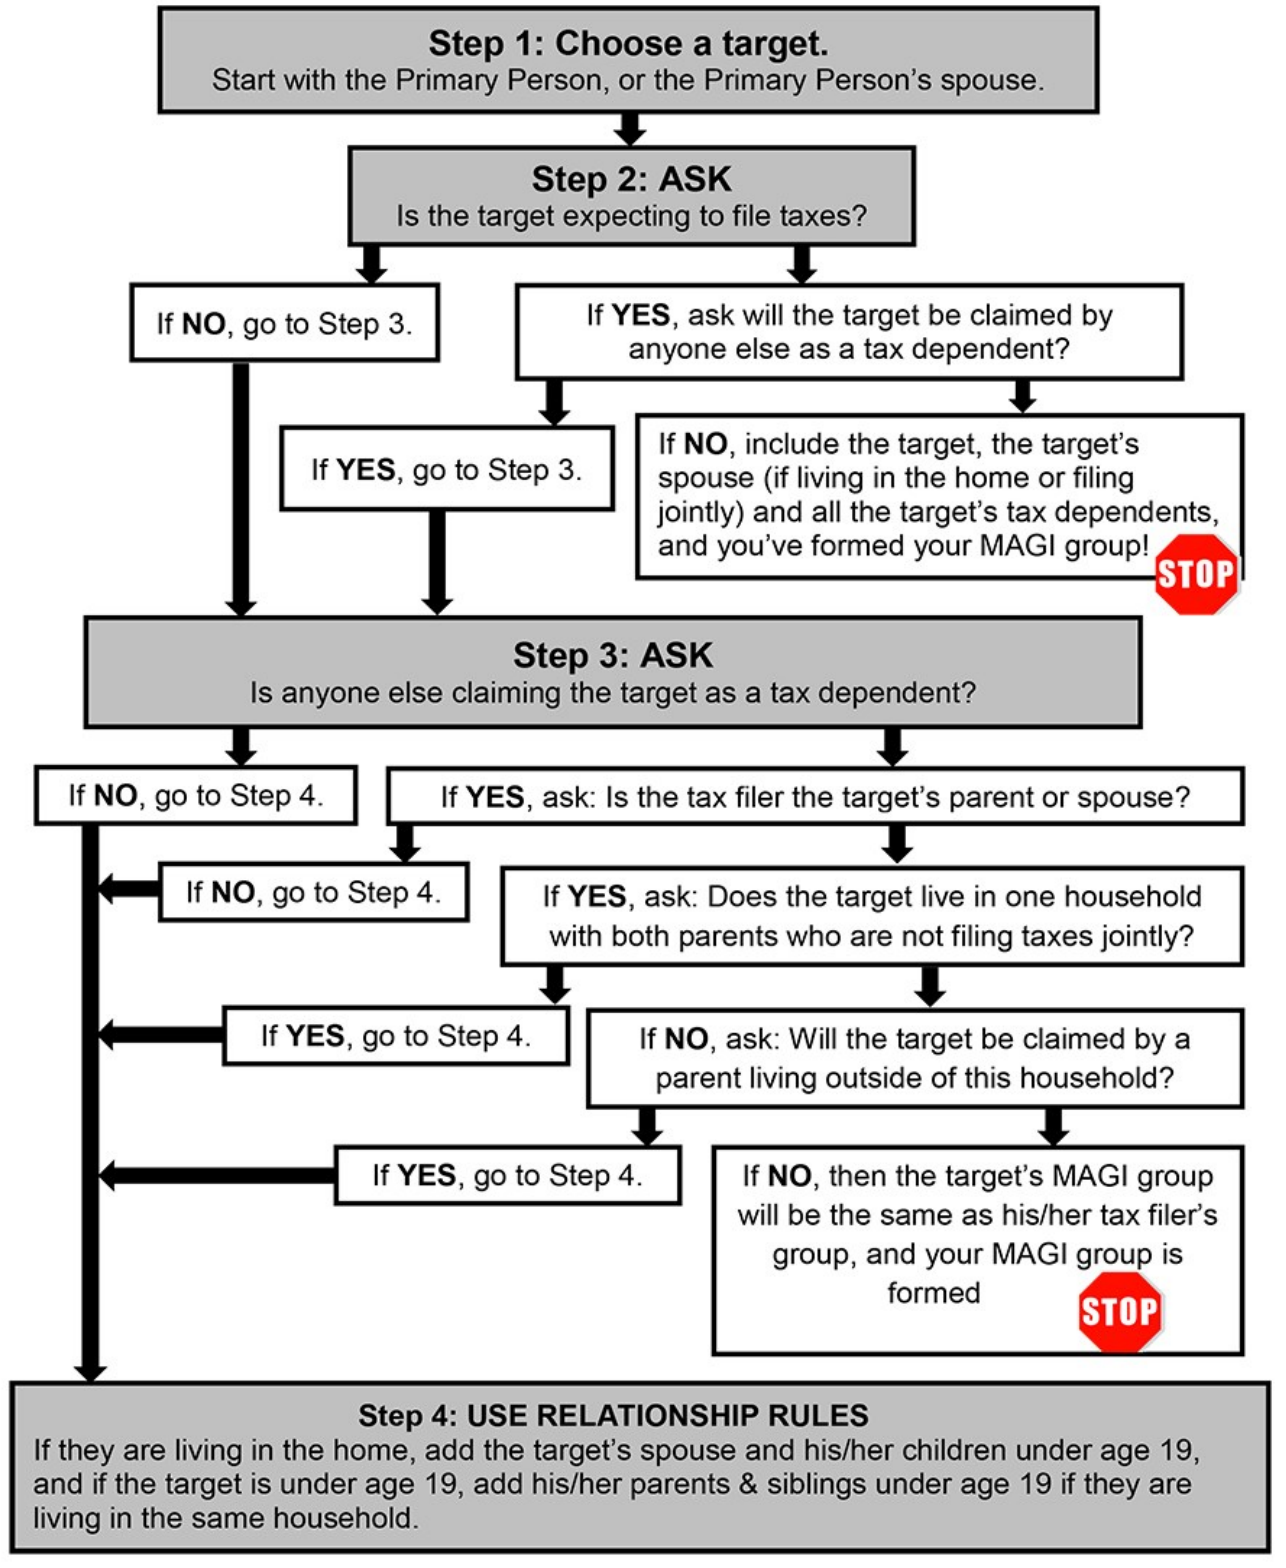 Step 1: Choose a target.
Start with the Primary Person, or the Primary Person's spouse.
Step 2: ASK
Is the target expecting to file taxes?
If NO, go to Step 3.
If YES, ask will the target be claimed by
anyone else as a tax dependent?
If YES, go to Step 3.
If NO, include the target, the target's
spouse (if living in the home or filing
jointly) and all the target's tax dependents,
and you've formed your MAGI group!
STOP
Step 3: ASK
Is anyone else claiming the target as a tax dependent?
If NO, go to Step 4.
If YES, ask: Is the tax filer the target's parent or spouse?
If NO, go to Step 4.
If YES, ask: Does the target live in one household
with both parents who are not filing taxes jointly?
If YES, go to Step 4.
If NO, ask: Will the target be claimed by a
parent living outside of this household?
If YES, go to Step 4.
If NO, then the target's MAGI group
will be the same as his/her tax filer's
group, and your MAGI group is
formed
STOP
Step 4: USE RELATIONSHIP RULES
If they are living in the home, add the target's spouse and his/her children under age 19,
and if the target is under age 19, add his/her parents & siblings under age 19 if they are
living in the same household.